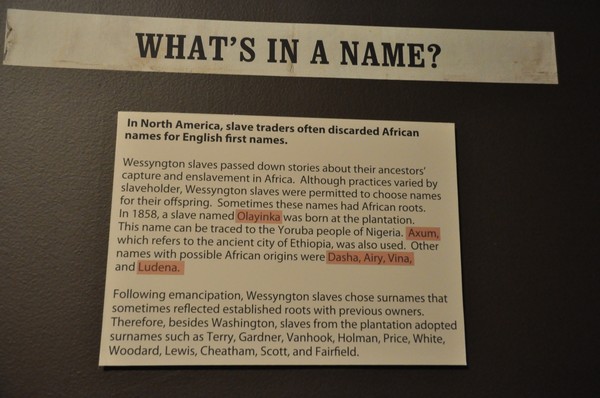 WHAT'S IN A NAME?
In North America, slave traders often discarded African
names for English first names.
Wessyngton slaves passed down stories about their ancestors'
capture and enslavement in Africa. Although practices varied by
slaveholder, Wessyngton slaves were permitted to choose names
for their offspring. Sometimes these names had African roots.
In 1858, a slave named Olayinka was born at the plantation.
This name can be traced to the Yoruba people of Nigeria. Axum,
which refers to the ancient city of Ethiopia, was also used. Other
names with possible African origins were Dasha, Airy, Vina,
and Ludena.
Following emancipation, Wessyngton slaves chose surnames that
sometimes reflected established roots with previous owners.
Therefore, besides Washington, slaves from the plantation adopted
surnames such as Terry, Gardner, Vanhook, Holman, Price, White,
Woodard, Lewis, Cheatham, Scott, and Fairfield.